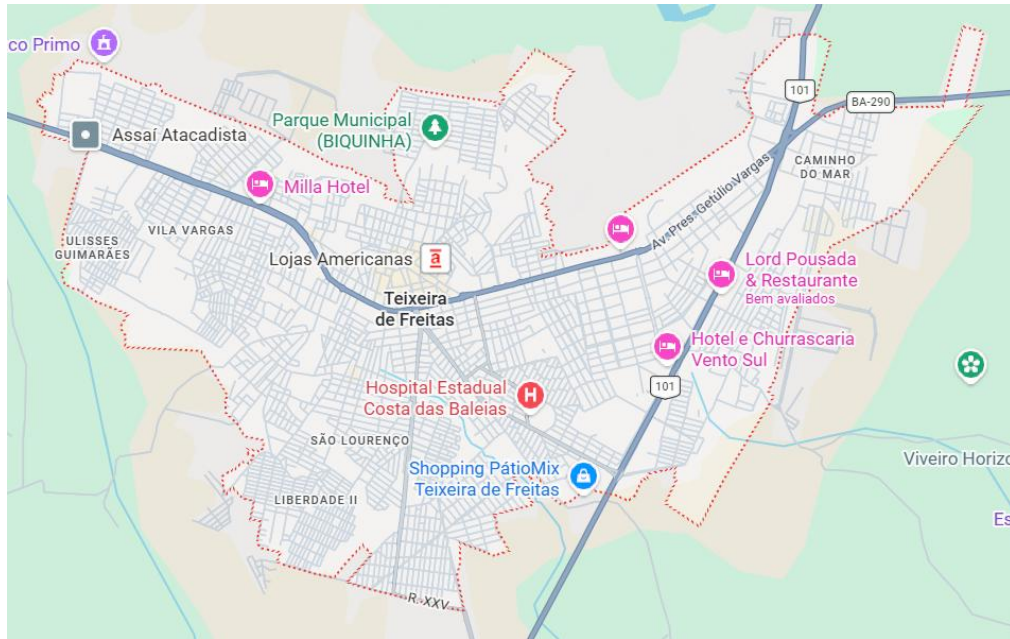 co Primo
Assaí Atacadista
Parque Municipal
(BIQUINHA)
101
BA-290
CAMINHO
DO MAR
Milla Hotel
Av. Pres. Getúlio Vargas
ULISSES
GUIMARÃES
VILA VARGAS
Lojas Americanas
a
Lord Pousada
& Restaurante
Bem avaliados
Teixeira
de Freitas
Hotel e Churrascaria
Vento Sul
101
Hospital Estadual
Costa das Baleias
H
SÃO LOURENÇO
Shopping PátioMix
Teixeira de Freitas
Viveiro Horizo
LIBERDADE II
Es
R. XXV